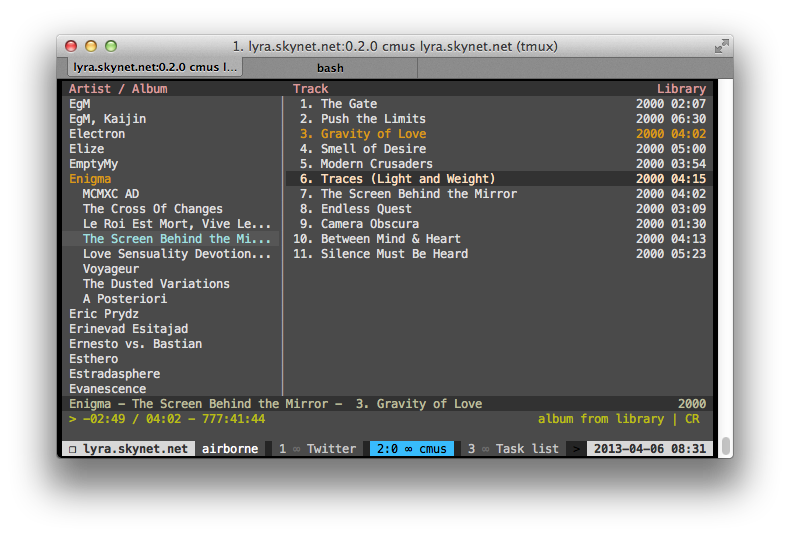 1. lyra.skynet.net:0.2.0 cmus lyra.skynet.net (tmux)
lyra.skynet.net:0.2.0 cmus l... bash
Artist / Album Track Library
EgM 1. The Gate 2000 02:07
EgM, Kaijin 2. Push the Limits 2000 06:30
Electron 3. Gravity of Love 2000 04:02
Elize 4. Smell of Desire 2000 05:00
EmptyMy 5. Modern Crusaders 2000 03:54
Enigma 6. Traces (Light and Weight) 2000 04:15
MCMXC AD 7. The Screen Behind the Mirror 2000 04:02
The Cross Of Changes 8. Endless Quest 2000 03:09
Le Roi Est Mort, Vive Le... 9. Camera Obscura 2000 01:30
The Screen Behind the Mi... 10. Between Mind & Heart 2000 04:13
Love Sensuality Devotion... 11. Silence Must Be Heard 2000 05:23
Voyageur
The Dusted Variations
A Posteriori
Eric Prydz
Erinevad Esitajad
Ernesto vs. Bastian
Esthero
Estradasphere
Evanescence
Enigma - The Screen Behind the Mirror - 3. Gravity of Love 2000
> -02:49 / 04:02 - 777:41:44 album from library | CR
□ lyra.skynet.net airborne 1 ∞ Twitter 2:0 ∞ cmus 3 ∞ Task list > 2013-04-06 08:31